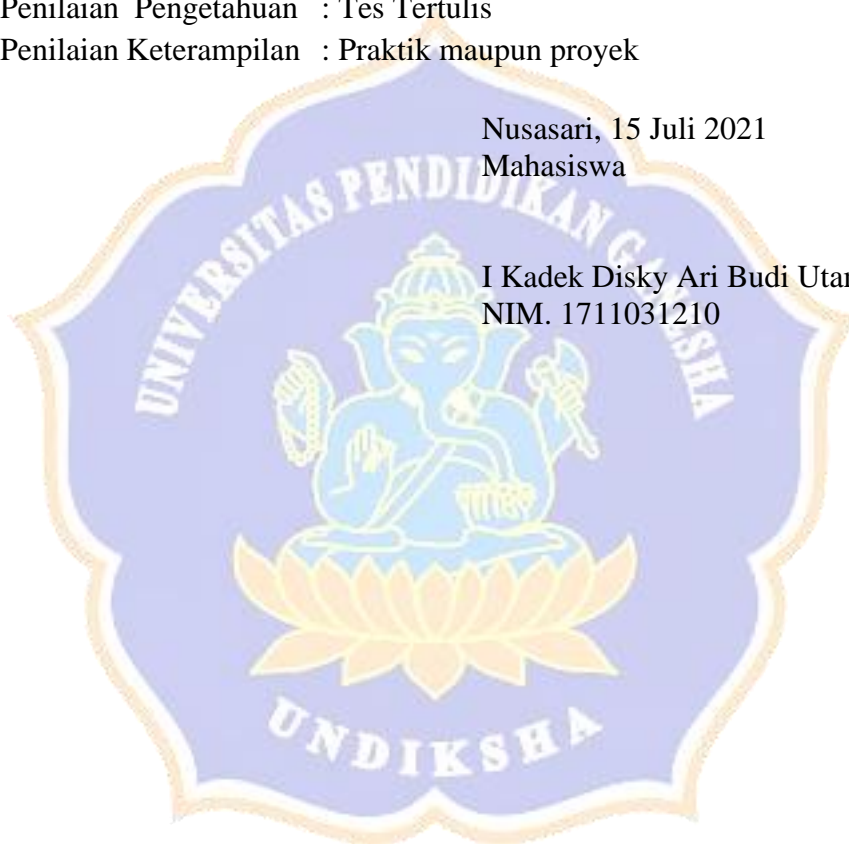 Penilaian Pengetahuan : Tes Tertulis
Penilaian Keterampilan : Praktik maupun proyek
Nusasari, 15 Juli 2021
Mahasiswa
I Kadek Disky Ari Budi
NIM. 1711031210
UNIVERSITAS PENDIDIKAN GANESHA
UNDIKSHA